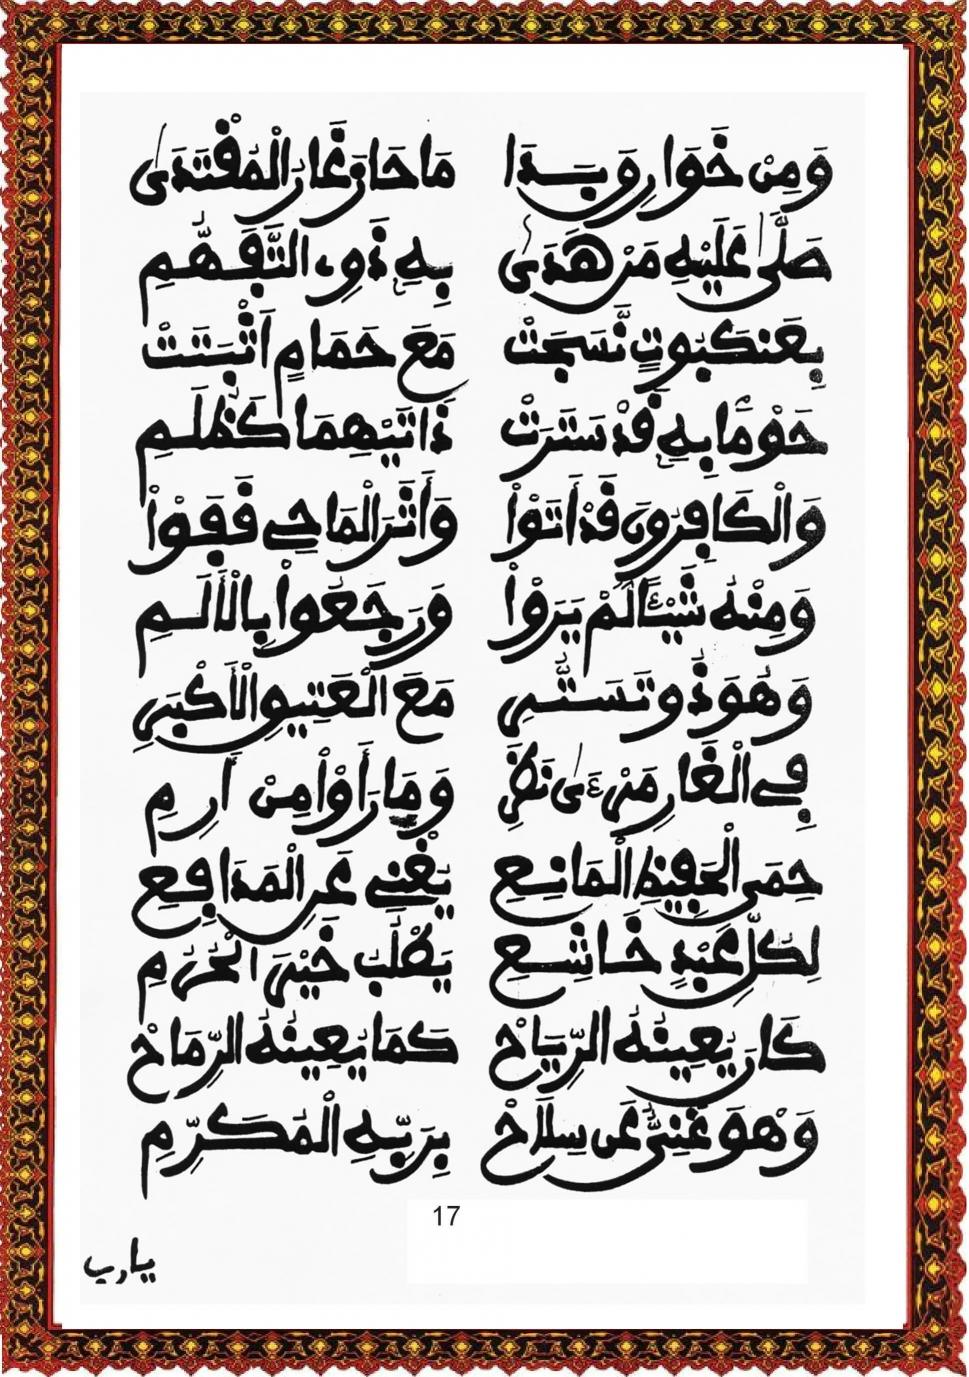 وَمِنْ خَوَارِقٍ بَدَا مَا حَازَ غَارُ الْمُقْتَدَى
صَلَّى عَلَيْهِ مَنْ هَدَى بِهِ ذَوِي التَّفَهُّمِ
بِعَنْكَبُوتٍ نَّسَجَتْ مَعَ حَمَامٍ أَثْبَتَتْ
حَوْمًا بِهِ قَدْ سَتَرَتْ ذَاتَيْهِمَا كَظُلَمِ
وَالْكَافِرُونَ قَدْ أَتَوْا وَأَثَرَ الْمَاحِي قَفَوْا
وَمِنْهُ شَيْئًا لَمْ يَرَوْا وَرَجَعُوا بِالْأَلَمِ
وَهُوَ ذُو تَسَتُّرِ مَعَ الْعَتِيقِ الْأَكْبَرِ
فِي الْغَارِ مَنْ نَظَرِ وَمَا رَأَوْا مِنْ أَرِمِ
حِمَى الْحَفِيظِ الْمَانِعِ يُغْنِي عَنِ الْمَدَافِعِ
لِكُلِّ عَبْدٍ خَاشِعِ يَطْلُبُ خَيْرَ الْحُرَمِ
كَانَ يُعِينُهُ الرِّيَاحْ كَمَا يُعِينُهُ الرِّمَاحْ
وَهْوَ غَنِيٌّ عَن سِلَاحْ بِرَبِّهِ الْمُكَرِّمِ
17
يا رب